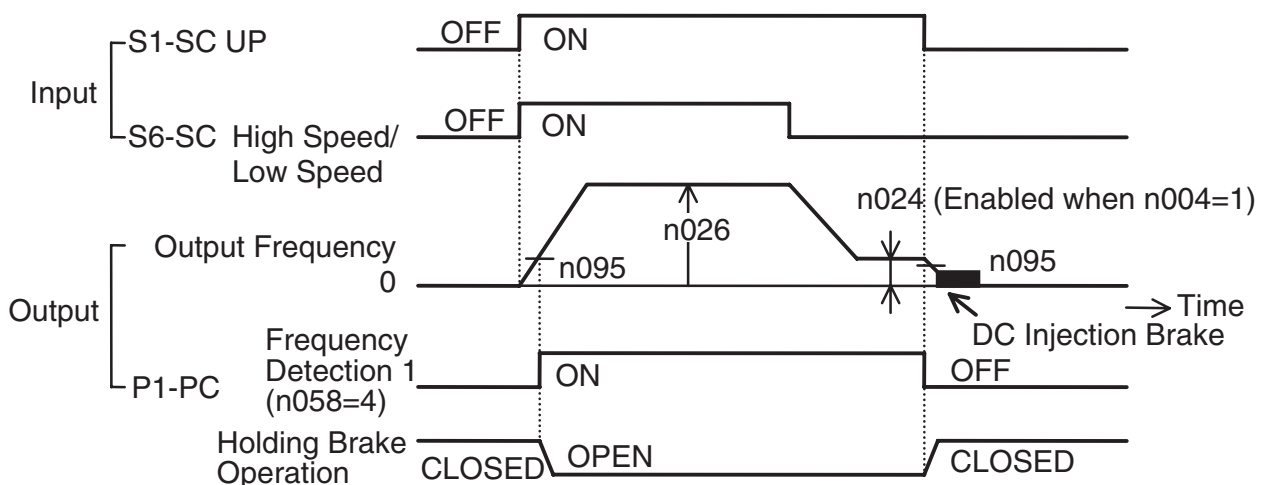 Input
S1-SC UP
OFF
ON
S6-SC High Speed/
Low Speed
OFF
ON
n024 (Enabled when n004=1)
n026
Output
Output Frequency
0
n095
n095
Time
DC Injection Brake
P1-PC
Frequency
Detection 1
(n058=4)
ON
OFF
Holding Brake
Operation
CLOSED
OPEN
CLOSED